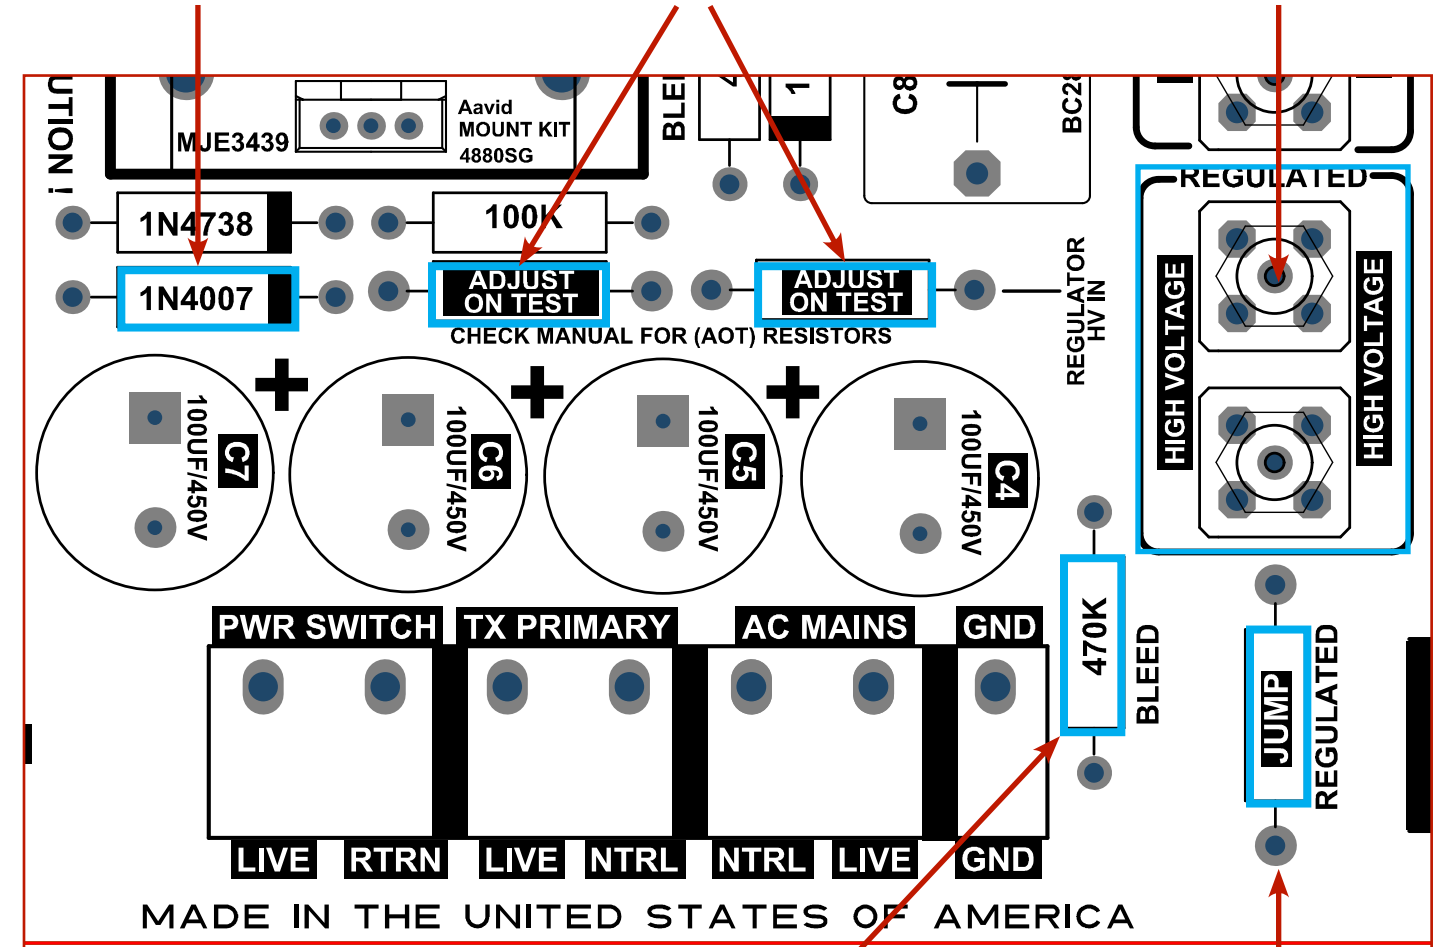 UTION !
MJE3439
Aavid
MOUNT KIT
4880SG
BLE
1
C8
BC28
1N4738
100K
REGULATED
1N4007
ADJUST
ON TEST
ADJUST
ON TEST
REGULATOR
HV IN
HIGH VOLTAGE
HIGH VOLTAGE
CHECK MANUAL FOR (AOT) RESISTORS
+
+
+
100UF/450V
C7
100UF/450V
C6
100UF/450V
C5
100UF/450V
C4
PWR SWITCH
TX PRIMARY
AC MAINS
GND
470K
BLEED
JUMP
REGULATED
LIVE
RTRN
LIVE
NTRL
NTRL
LIVE
GND
MADE IN THE UNITED STATES OF AMERICA